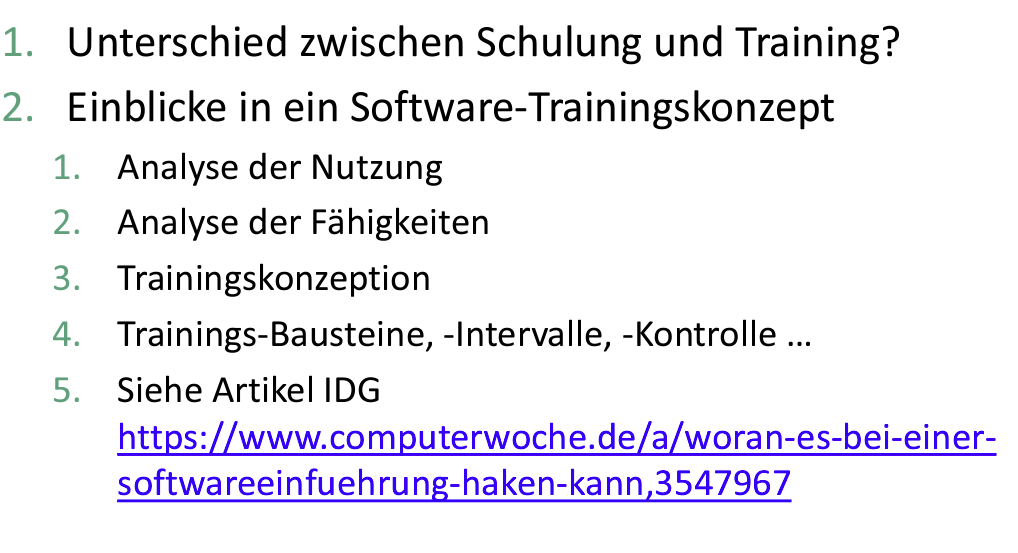 1. Unterschied zwischen Schulung und Training?
2. Einblicke in ein Software-Trainingskonzept
1. Analyse der Nutzung
2. Analyse der Fähigkeiten
3. Trainingskonzeption
4. Trainings-Bausteine, -Intervalle, -Kontrolle …
5. Siehe Artikel IDG
https://www.computerwoche.de/a/woran-es-bei-einer-
softwareeinfuehrung-haken-kann,3547967